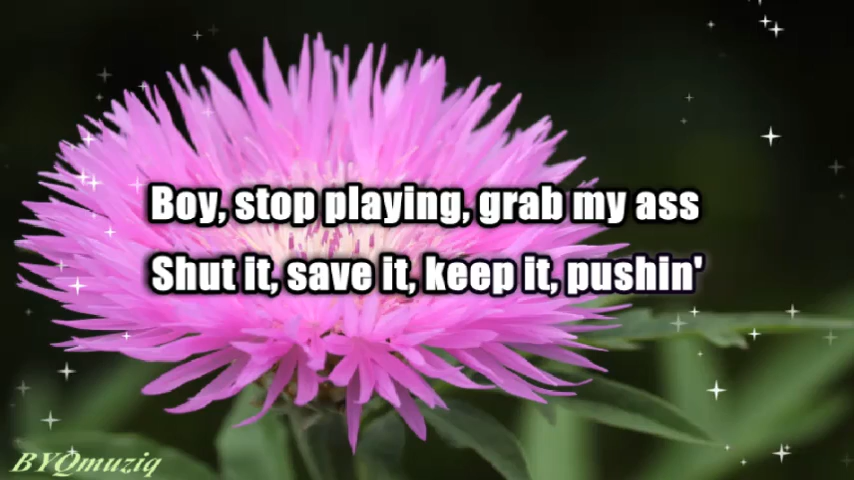 Boy, stop playing, grab my ass
Shut it, save it, keep it, pushin'
BYQmuziq